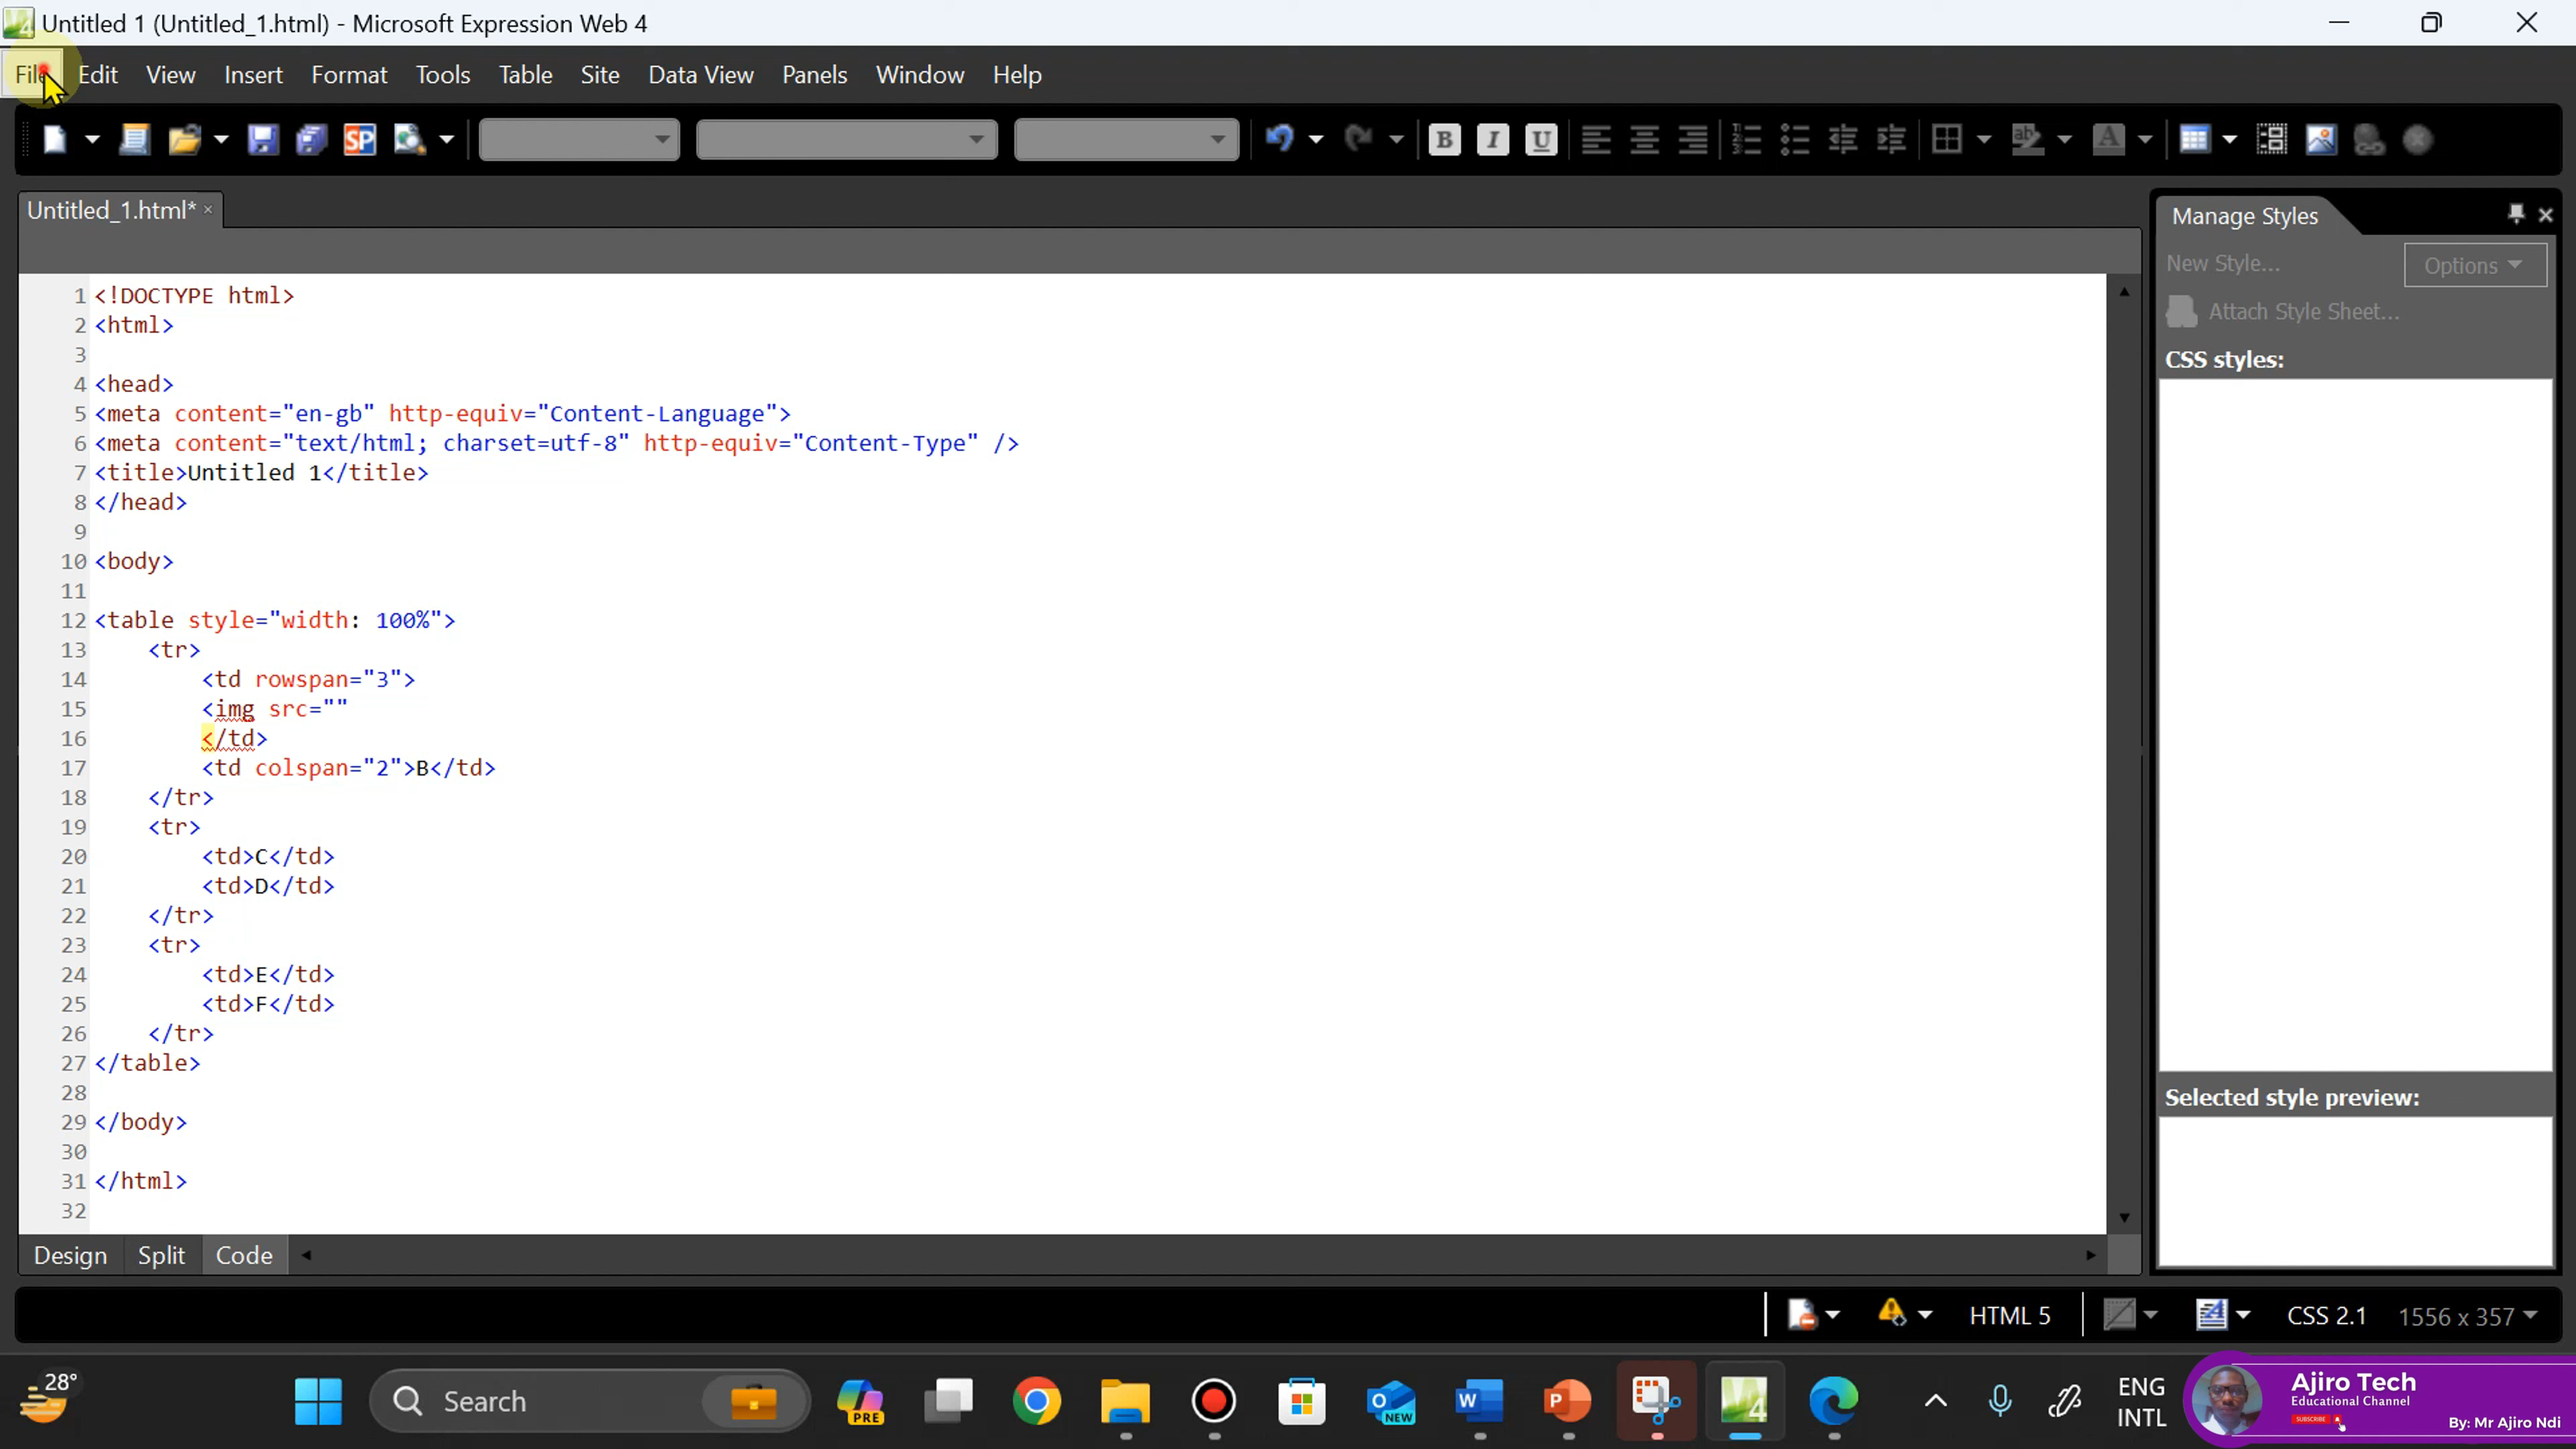 Untitled 1 (Untitled_1.html) - Microsoft Expression Web 4
File Edit View Insert Format Tools Table Site Data View Panels Window Help
Untitled_1.html*
Manage Styles
New Style...
Options
Attach Style Sheet...
CSS styles:
1 <!DOCTYPE html>
2 <html>
3
4 <head>
5 <meta content="en-gb" http-equiv="Content-Language">
6 <meta content="text/html; charset=utf-8" http-equiv="Content-Type" />
7 <title>Untitled 1</title>
8 </head>
9
10 <body>
11
12 <table style="width: 100%">
13 <tr>
14 <td rowspan="3">
15 <img src=""
16 </td>
17 <td colspan="2">B</td>
18 </tr>
19 <tr>
20 <td>C</td>
21 <td>D</td>
22 </tr>
23 <tr>
24 <td>E</td>
25 <td>F</td>
26 </tr>
27 </table>
28
29 </body>
30
31 </html>
32
Selected style preview:
Design Split Code
HTML 5
CSS 2.1 1556 x 357
28°
Search
PRE
NEW
ENG
INTL
Ajiro Tech
Educational Channel
SUBSCRIBE
By: Mr Ajiro Ndi